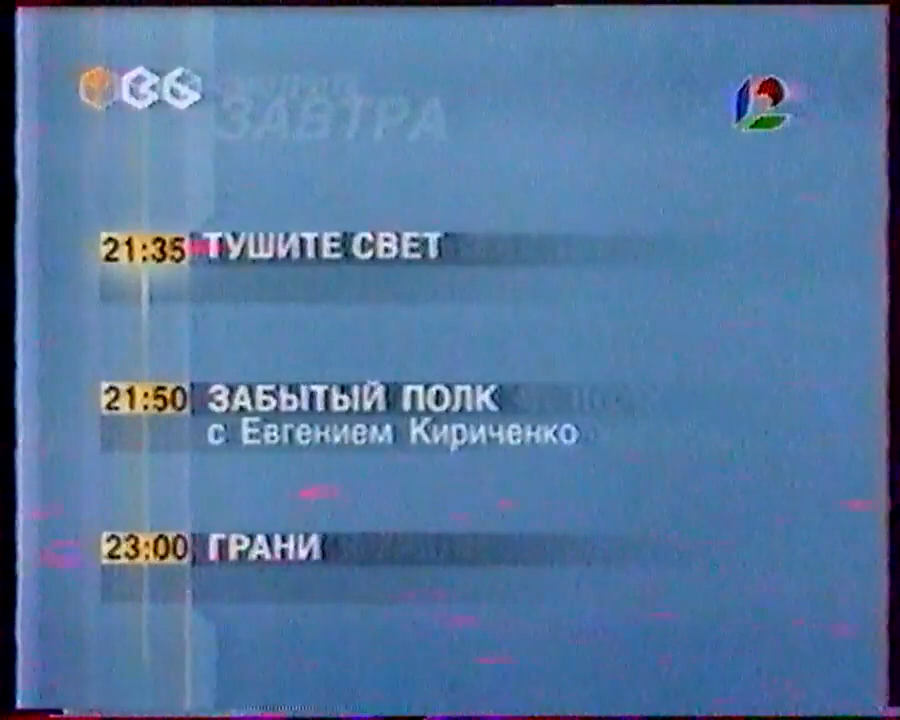 ЗАВТРА
21:35 ТУШИТЕ СВЕТ
21:50 ЗАБЫТЫЙ ПОЛК
с Евгением Кириченко
23:00 ГРАНИ